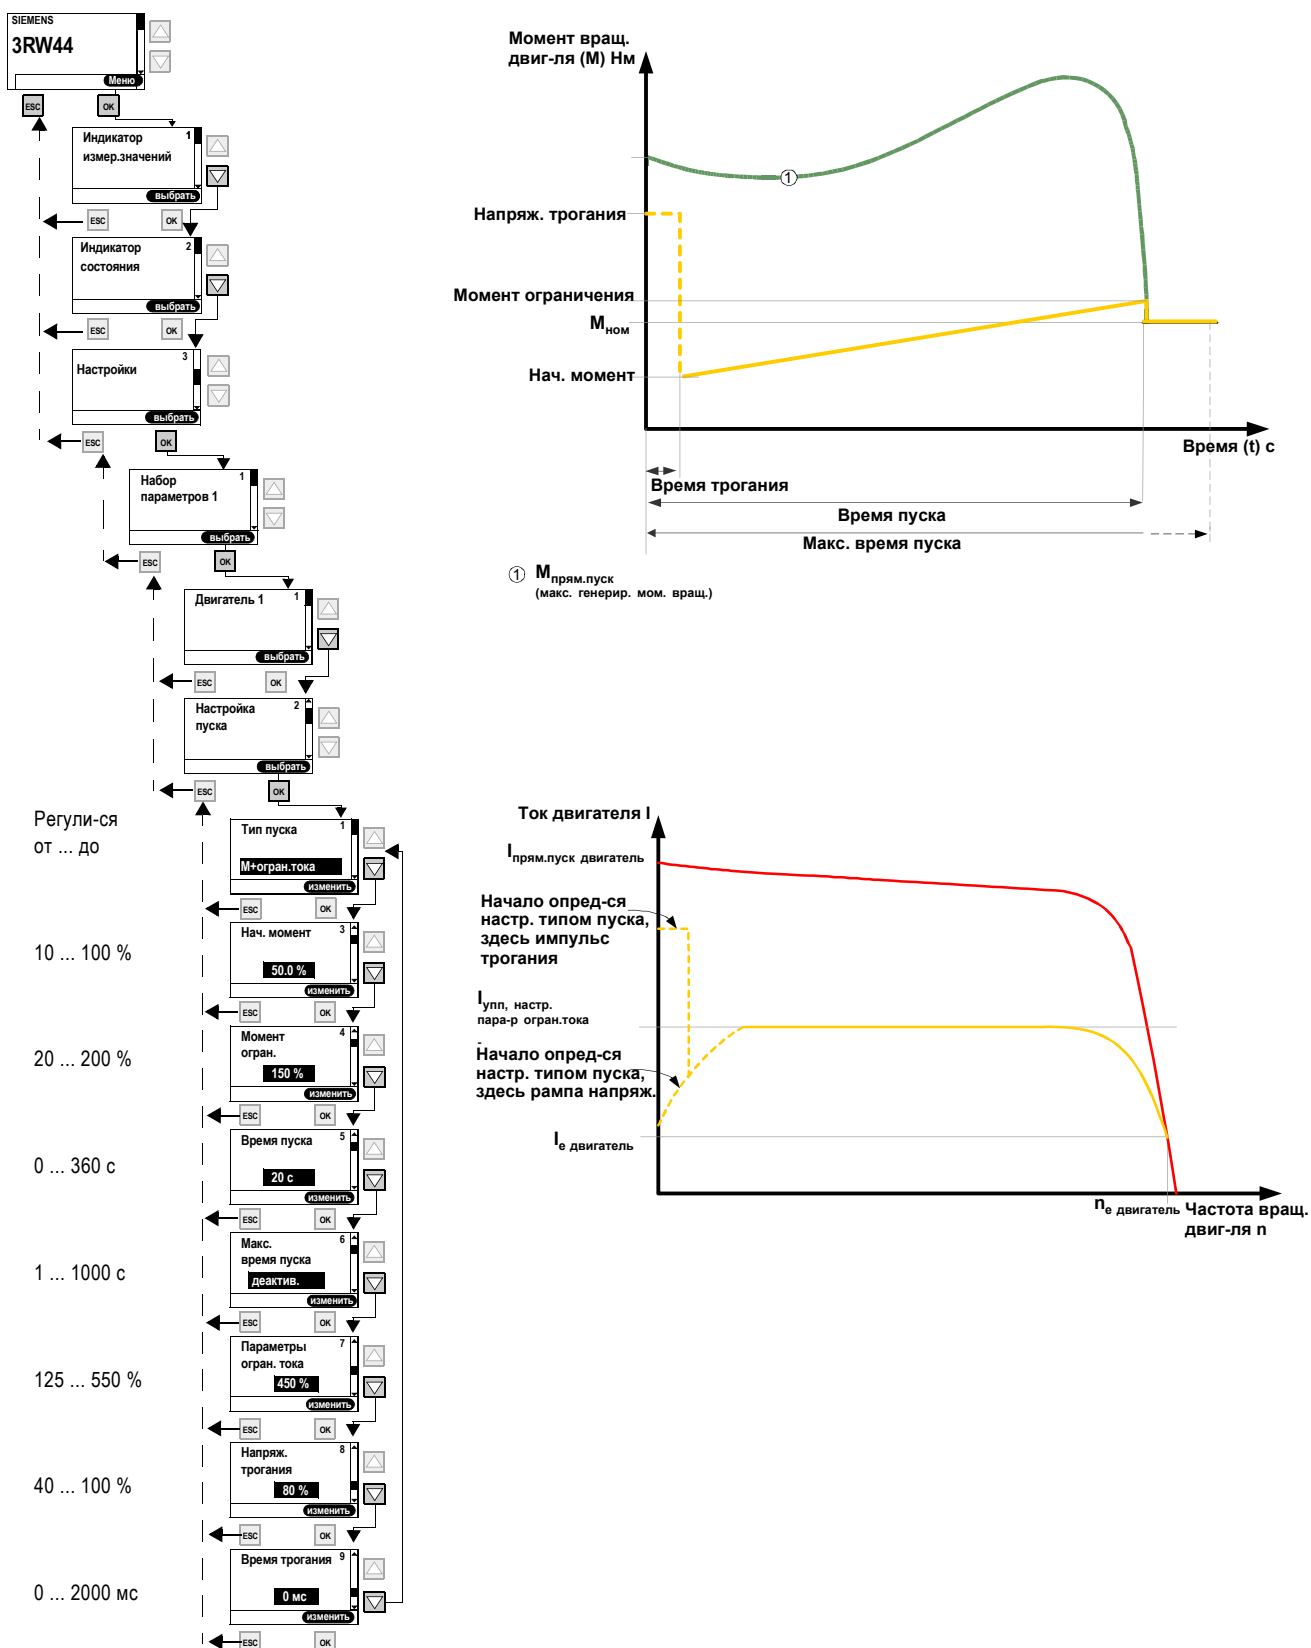 SIEMENS
3RW44
Меню
ESC
OK
Индикатор
измер.значений
1
выбрать
ESC
OK
Индикатор
состояния
2
выбрать
ESC
OK
Настройки
3
выбрать
ESC
OK
Набор
параметров 1
1
выбрать
ESC
OK
Двигатель 1
1
выбрать
ESC
OK
Настройка
пуска
2
выбрать
ESC
OK
Регули-ся
от ... до
Тип пуска
1
М+огран.тока
изменить
ESC
OK
10 ... 100 %
Нач. момент
3
50.0 %
изменить
ESC
OK
20 ... 200 %
Момент
огран.
4
150 %
изменить
ESC
OK
0 ... 360 с
Время пуска
5
20 с
изменить
ESC
OK
1 ... 1000 с
Макс.
время пуска
6
деактив.
изменить
ESC
OK
125 ... 550 %
Параметры
огран. тока
7
450 %
изменить
ESC
OK
40 ... 100 %
Напряж.
трогания
8
80 %
изменить
ESC
OK
0 ... 2000 мс
Время трогания
9
0 мс
изменить
ESC
OK
Момент вращ.
двиг-ля (М) Нм
1
Напряж. трогания
Момент ограничения
Mном
Нач. момент
Время (t) с
Время трогания
Время пуска
Макс. время пуска
① Mпрям.пуск
(макс. генерир. мом. вращ.)
Ток двигателя I
Iпрям.пуск двигатель
Начало опред-ся
настр. типом пуска,
здесь импульс
трогания
Iупп, настр.
пара-р огран.тока
-
Начало опред-ся
настр. типом пуска,
здесь рампа напряж.
Iе двигатель
nе двигатель
Частота вращ.
двиг-ля n